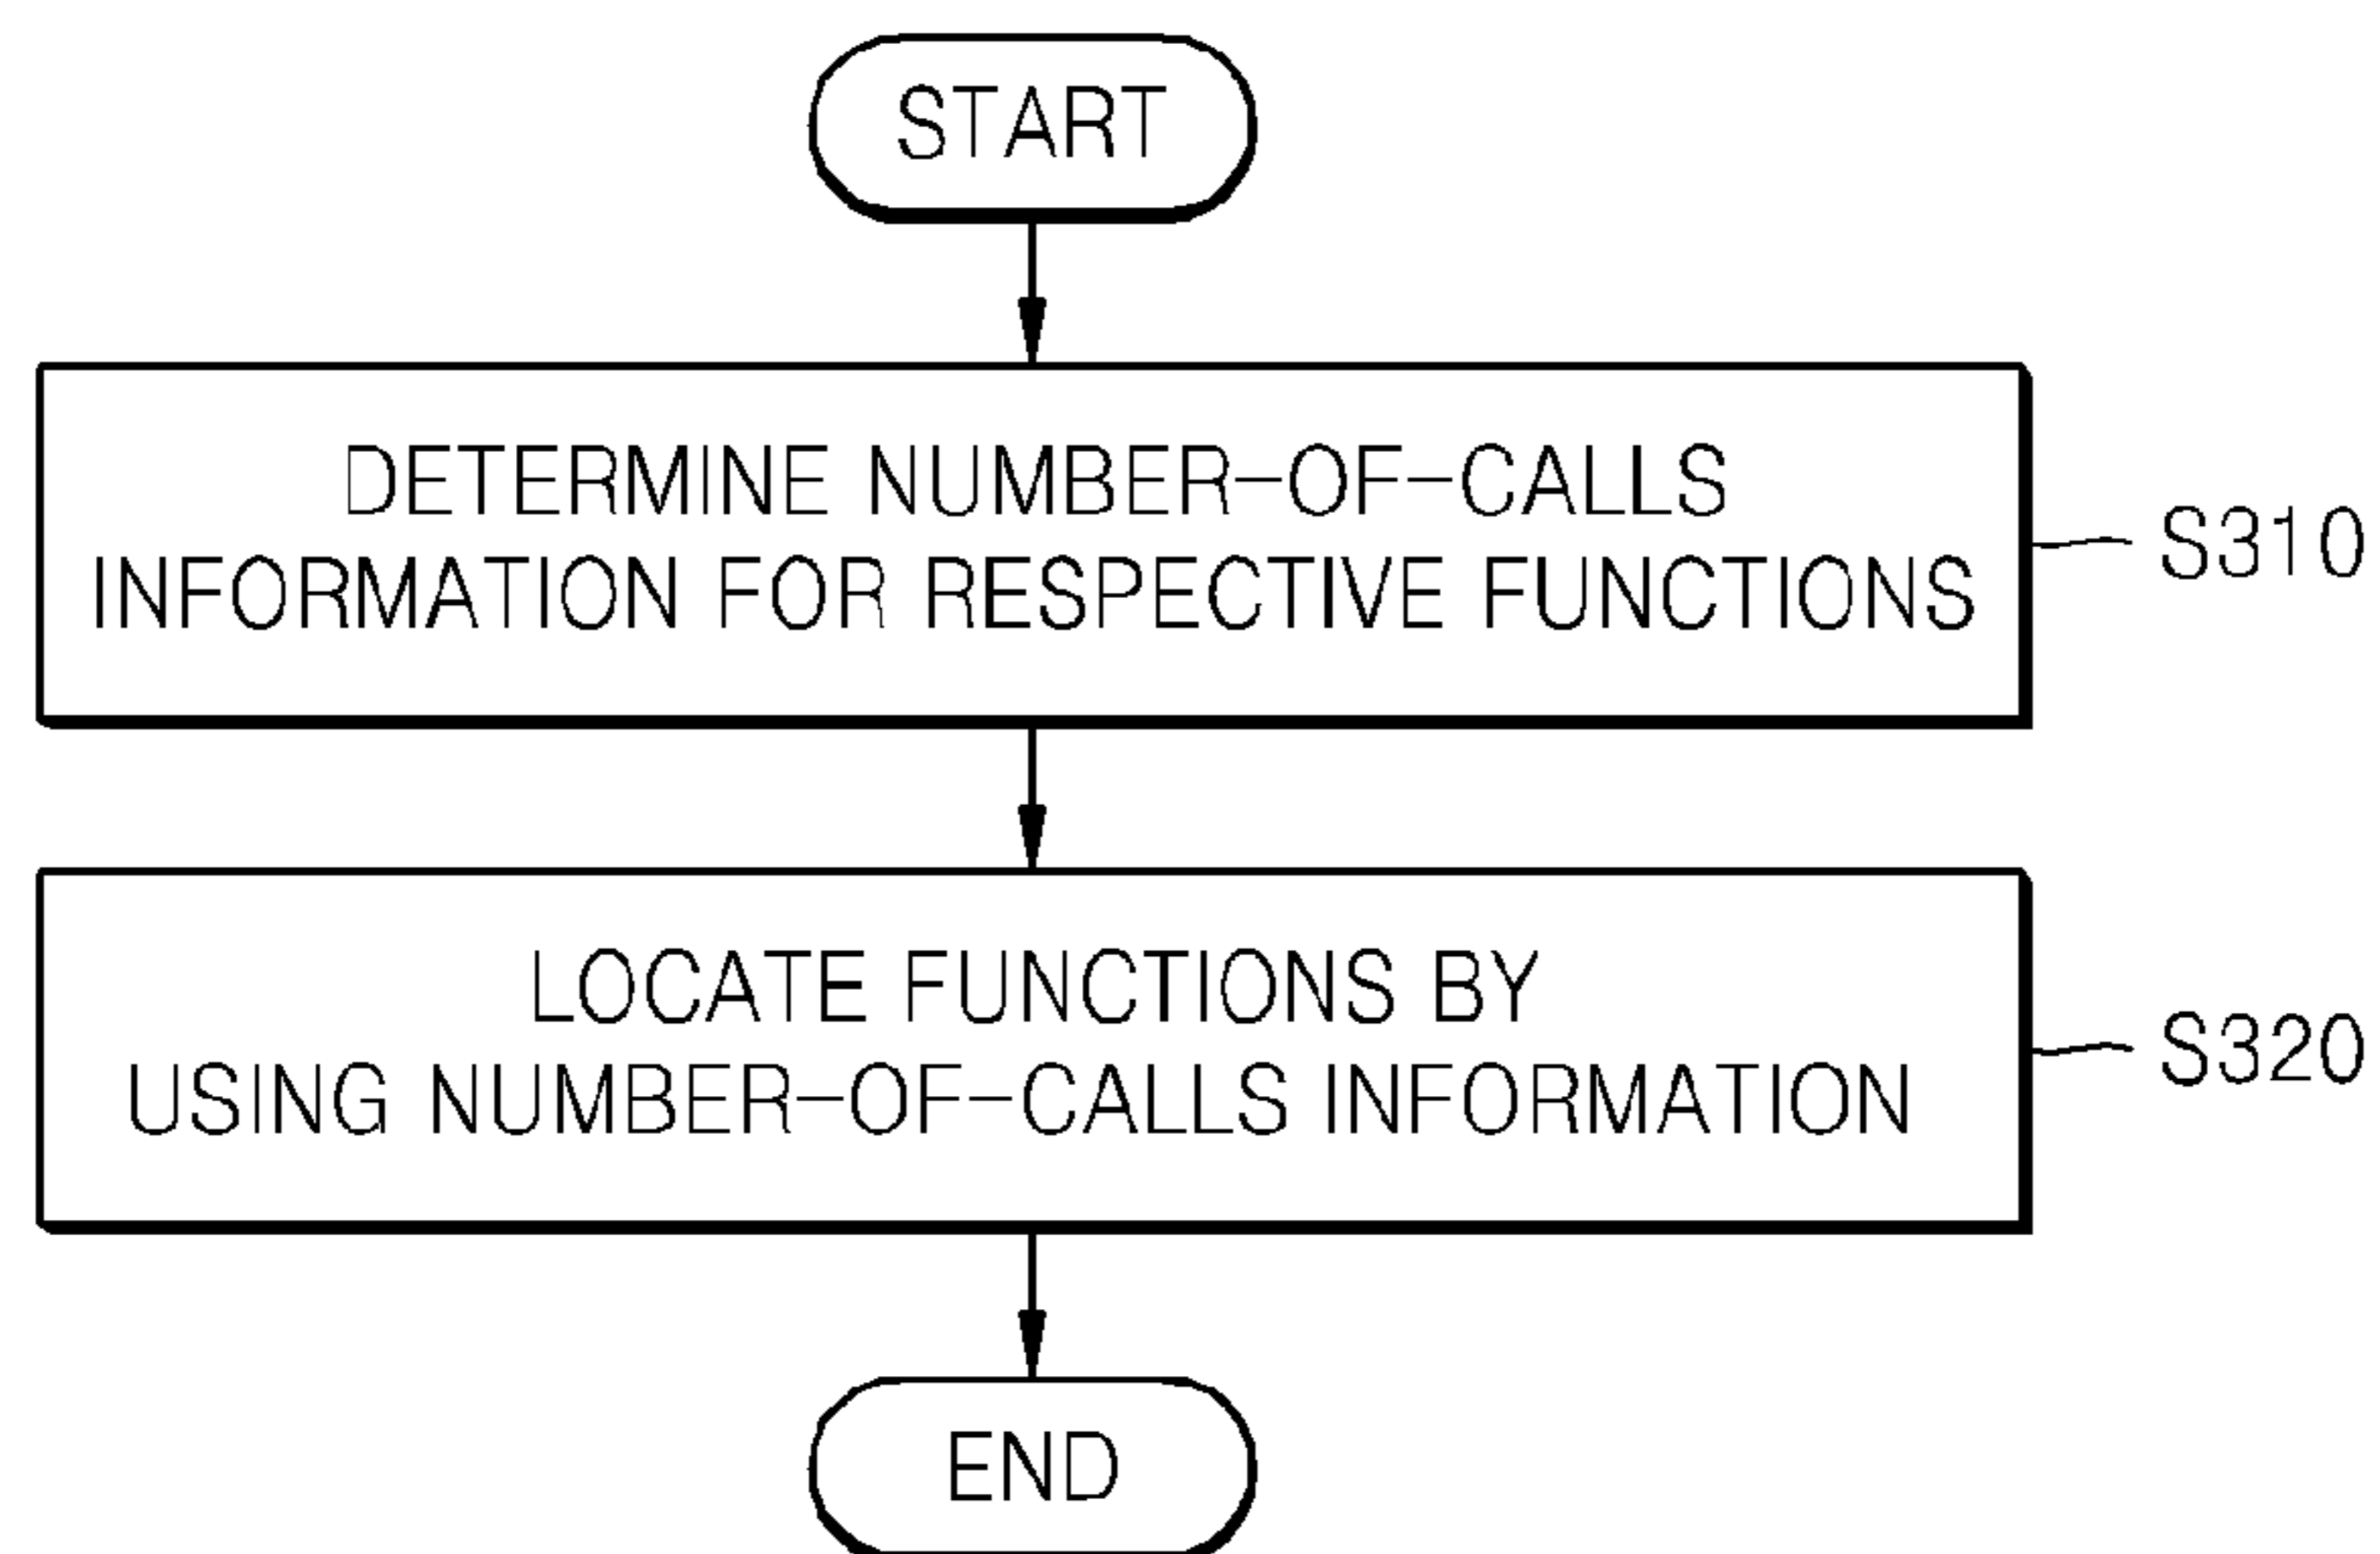 START
DETERMINE NUMBER-OF-CALLS
INFORMATION FOR RESPECTIVE FUNCTIONS
S310
LOCATE FUNCTIONS BY
USING NUMBER-OF-CALLS INFORMATION
S320
END